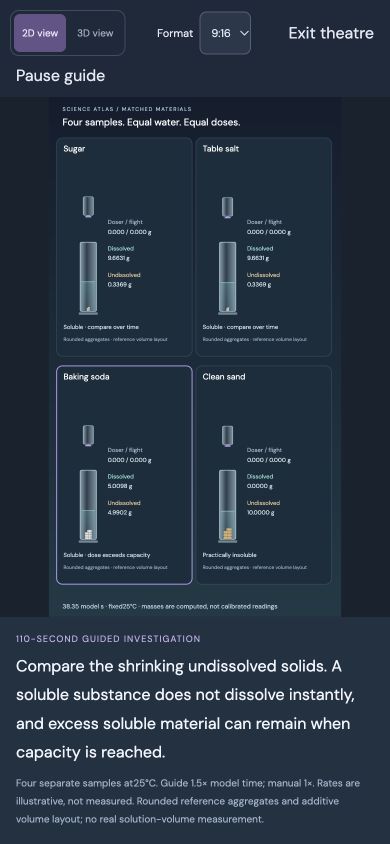 2D view
3D view
Format
9:16
Exit theatre
Pause guide
SCIENCE ATLAS / MATCHED MATERIALS
Four samples. Equal water. Equal doses.
Sugar
Doser / flight
0.000 / 0.000 g
Dissolved
9.6631 g
Undissolved
0.3369 g
Soluble · compare over time
Rounded aggregates · reference volume layout
Table salt
Doser / flight
0.000 / 0.000 g
Dissolved
9.6631 g
Undissolved
0.3369 g
Soluble · compare over time
Rounded aggregates · reference volume layout
Baking soda
Doser / flight
0.000 / 0.000 g
Dissolved
5.0098 g
Undissolved
4.9902 g
Soluble · dose exceeds capacity
Rounded aggregates · reference volume layout
Clean sand
Doser / flight
0.000 / 0.000 g
Dissolved
0.0000 g
Undissolved
10.0000 g
Practically insoluble
Rounded aggregates · reference volume layout
38.35 model s · fixed25°C · masses are computed, not calibrated readings
110-SECOND GUIDED INVESTIGATION
Compare the shrinking undissolved solids. A
soluble substance does not dissolve instantly,
and excess soluble material can remain when
capacity is reached.
Four separate samples at25°C. Guide 1.5× model time; manual 1×. Rates are
illustrative, not measured. Rounded reference aggregates and additive
volume layout; no real solution-volume measurement.